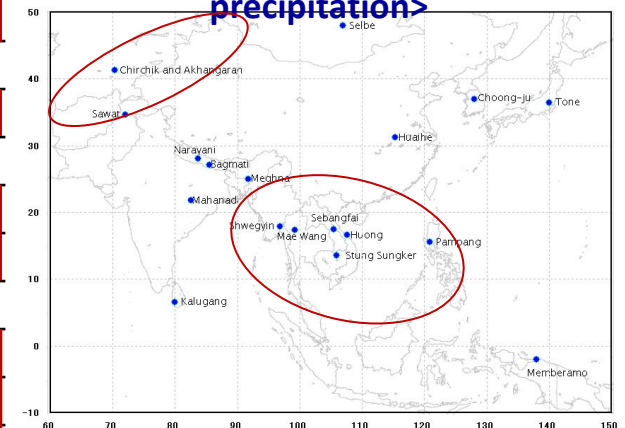 precipitation>
50
Selbe
40
Chirchik and Akhangaran
Choong-ju
Tone
Sawat
Huaihe
30
Narayani
Bagmati
Meghna
Mahanadi
20
Shwegyin
Mae Wang
Sebangfai
Huong
Pampang
Stung Sungker
10
Kalugang
0
Memberamo
-10
60 70 80 90 100 110 120 130 140 150